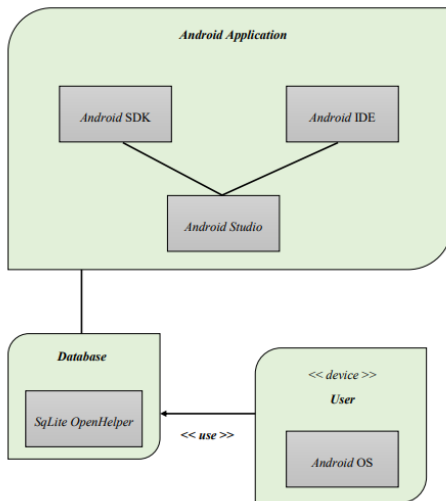 Android Application
Android SDK
Android IDE
Android Studio
Database
SqLite OpenHelper
<< use >>
<< device >>
User
Android OS